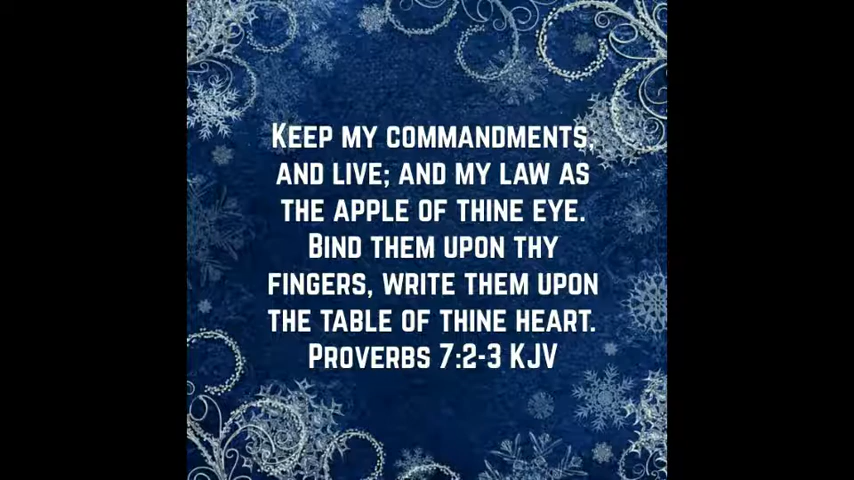 Keep my commandments,
and live; and my law as
the apple of thine eye.
Bind them upon thy
fingers, write them upon
the table of thine heart.
Proverbs 7:2-3 KJV